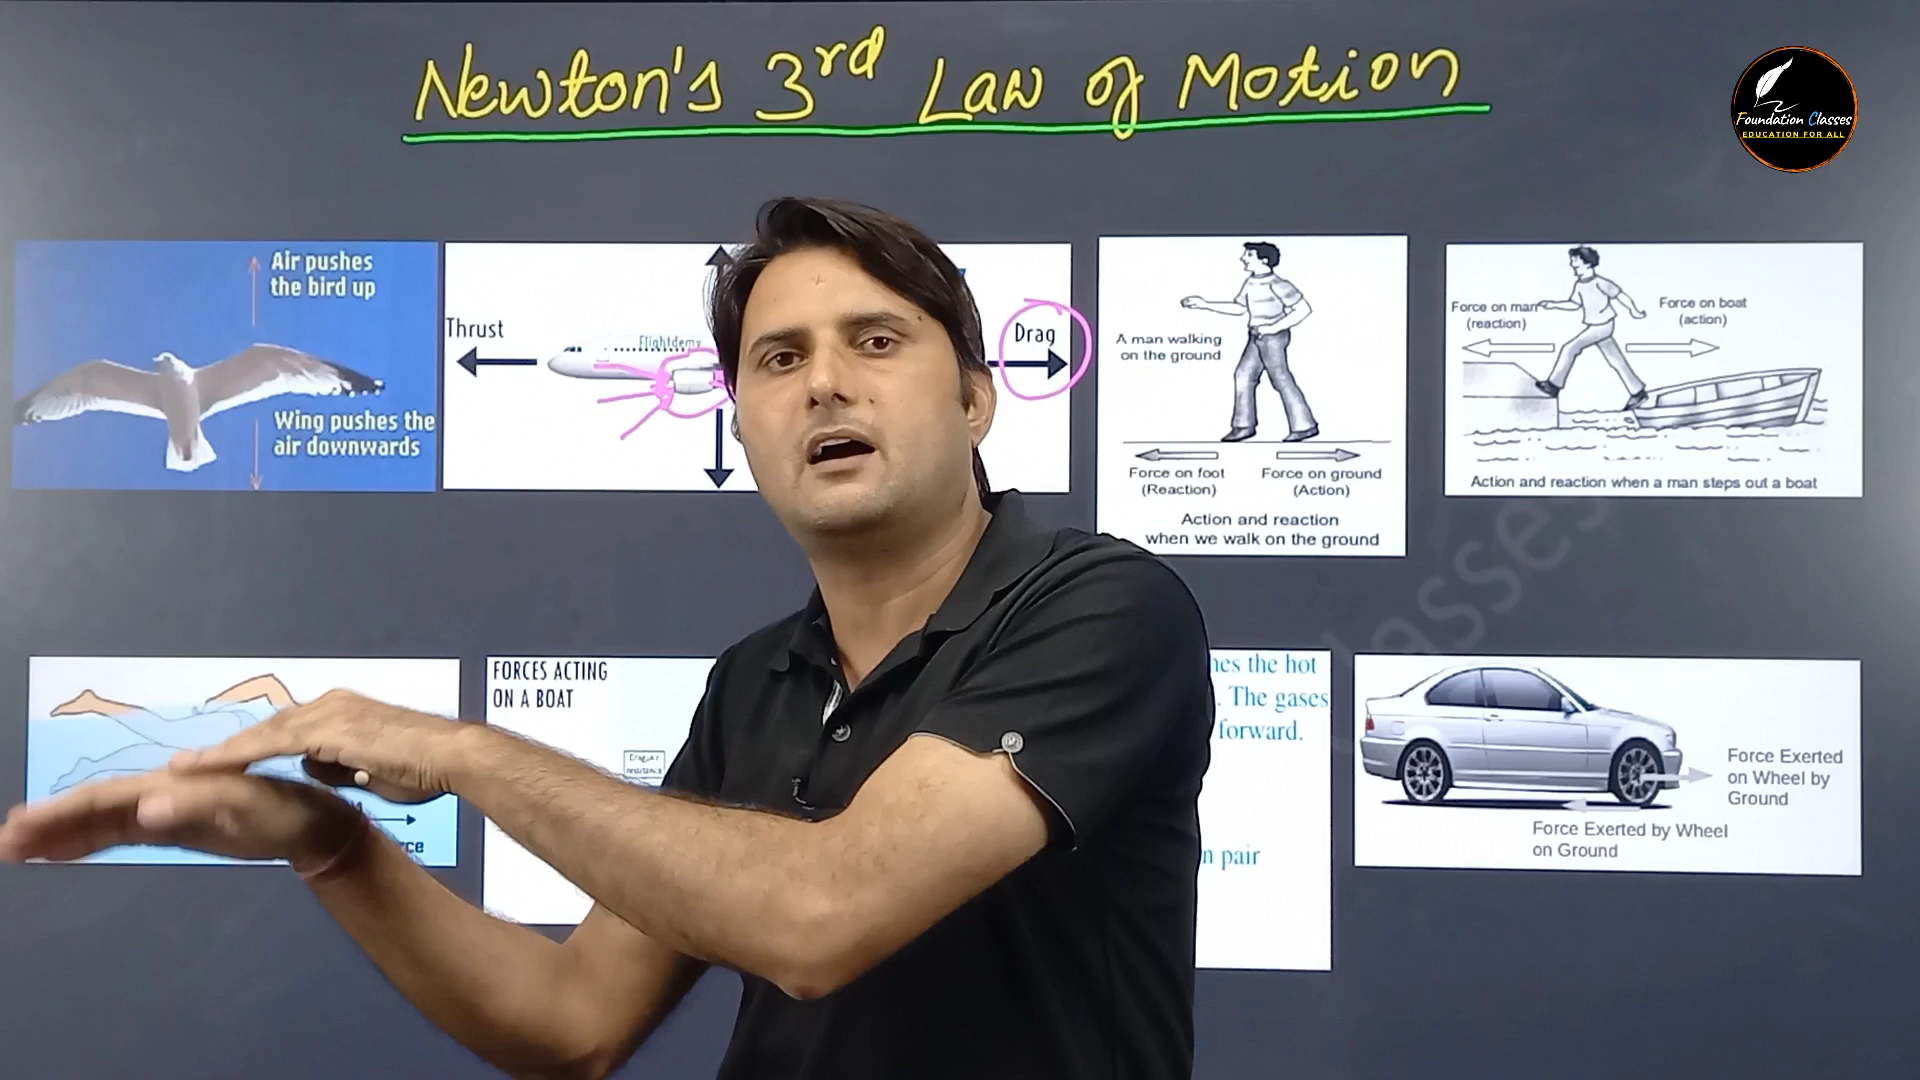 Newton's 3rd Law of Motion
Foundation Classes
EDUCATION FOR ALL
Air pushes
the bird up
Wing pushes the
air downwards
Thrust
Flightdemy
Drag
A man walking
on the ground
Force on foot
(Reaction)
Force on ground
(Action)
Action and reaction
when we walk on the ground
Force on man
(reaction)
Force on boat
(action)
Action and reaction when a man steps out a boat
FORCES ACTING
ON A BOAT
the hot
. The gases
forward.
pair
Force Exerted
on Wheel by
Ground
Force Exerted by Wheel
on Ground